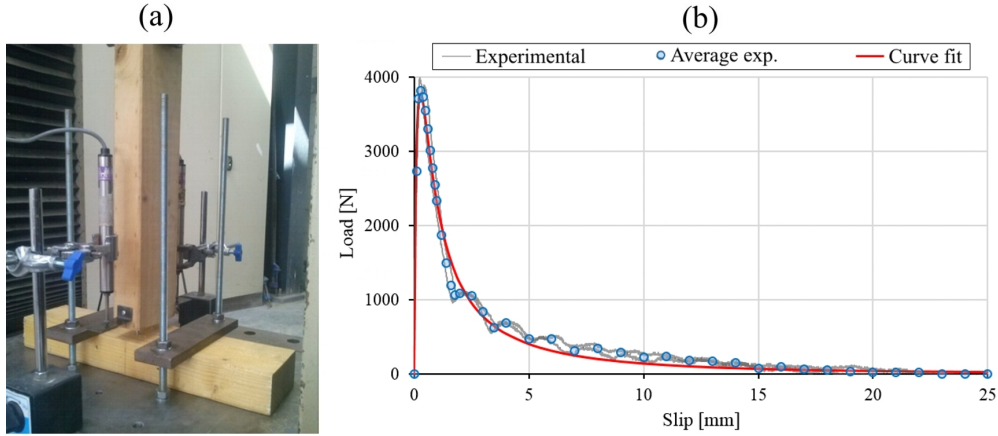 (a)
(b)
Experimental Average exp. Curve fit
4000
3000
2000
1000
0
Load [N]
0 5 10 15 20 25
Slip [mm]